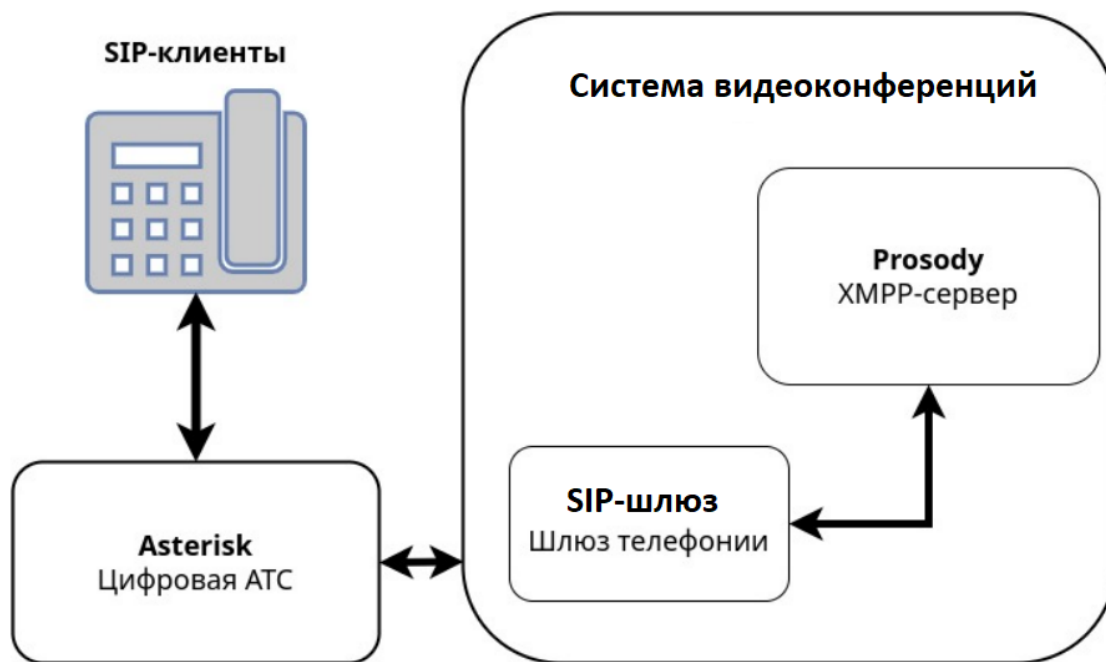 SIP-клиенты
Система видеоконференций
Prosody
XMPP-сервер
SIP-шлюз
Шлюз телефонии
Asterisk
Цифровая АТС